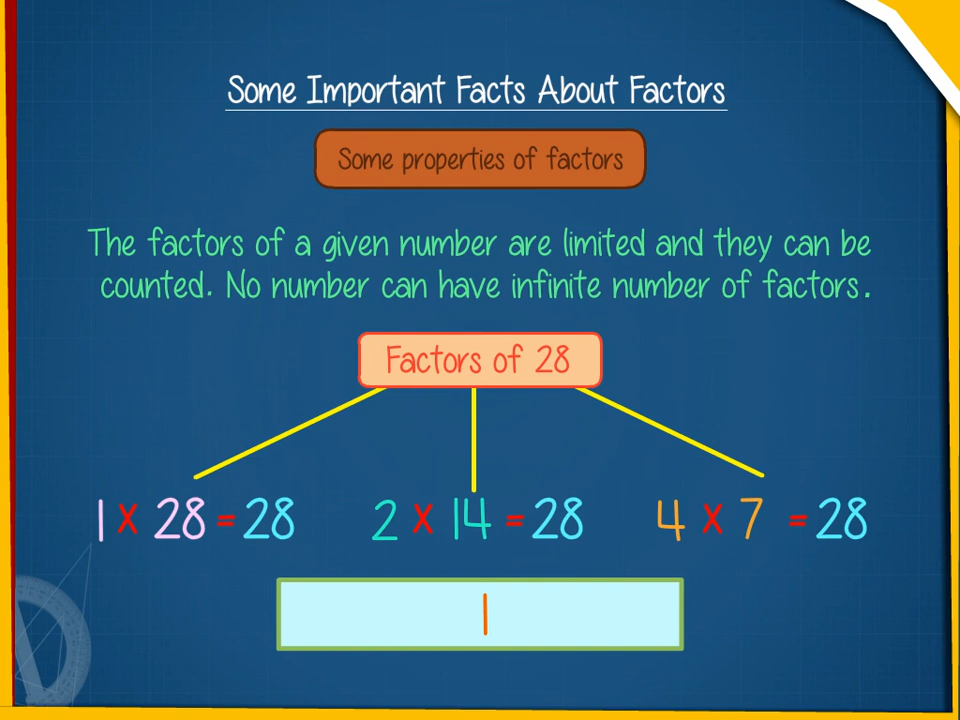 Some Important Facts About Factors
Some properties of factors
The factors of a given number are limited and they can be
counted. No number can have infinite number of factors.
Factors of 28
1 x 28 = 28 2 x 14 = 28 4 x 7 = 28
1